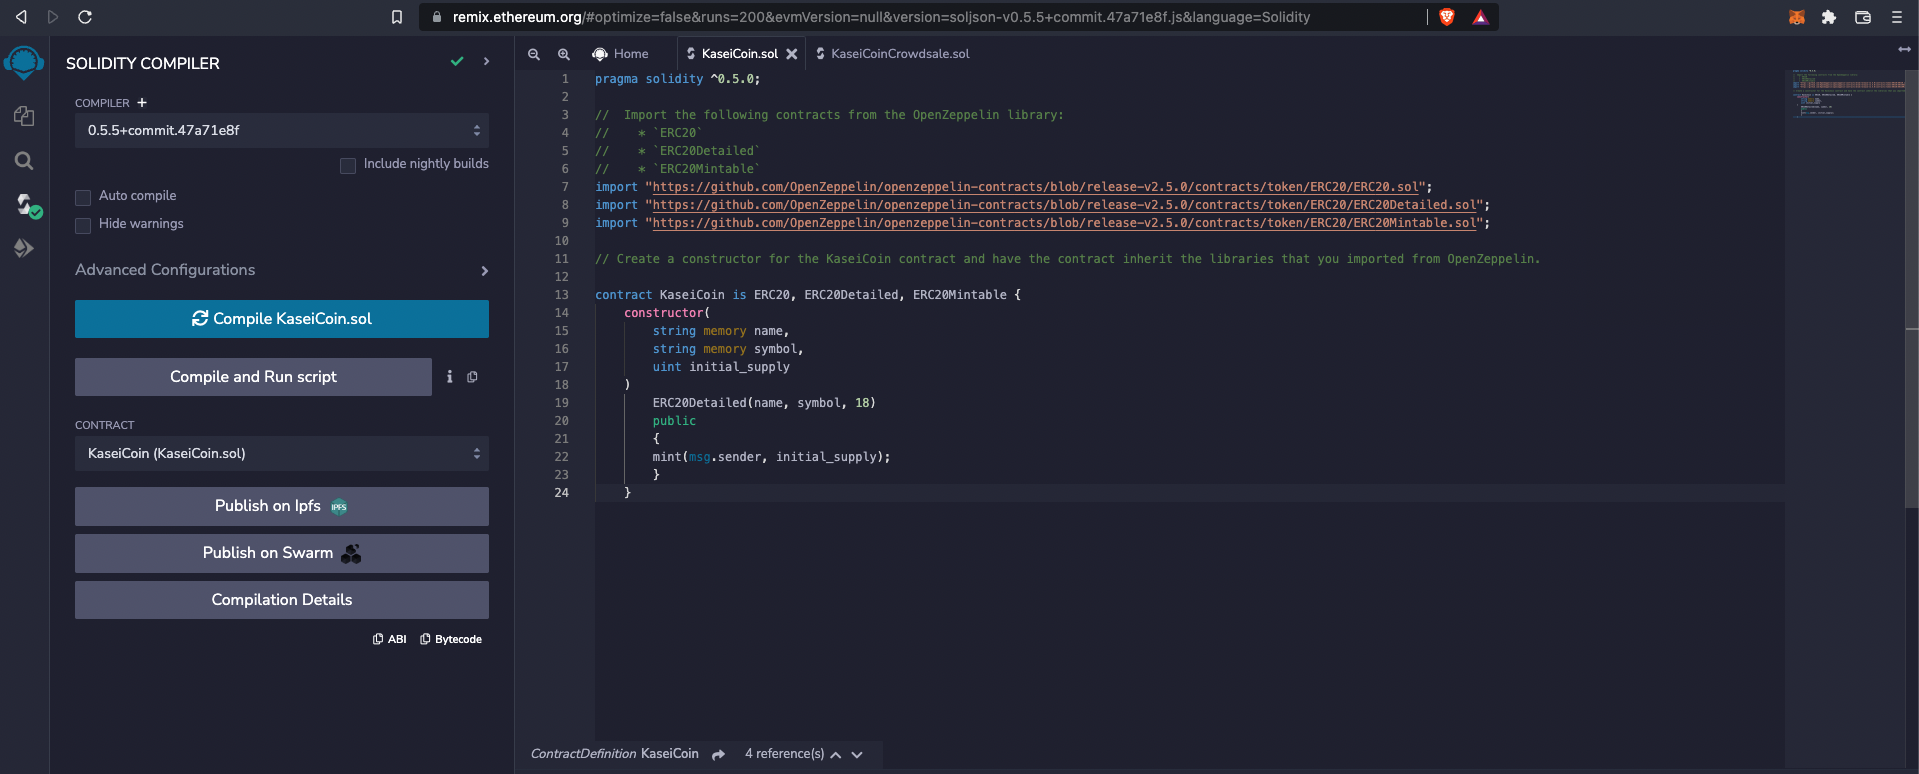 remix.ethereum.org/#optimize=false&runs=200&evmVersion=null&version=soljson-v0.5.5+commit.47a71e8f.js&language=Solidity
SOLIDITY COMPILER
COMPILER +
0.5.5+commit.47a71e8f
Include nightly builds
Auto compile
Hide warnings
Advanced Configurations
Compile KaseiCoin.sol
Compile and Run script
CONTRACT
KaseiCoin (KaseiCoin.sol)
Publish on Ipfs IPFS
Publish on Swarm
Compilation Details
ABI Bytecode
Home KaseiCoin.sol KaseiCoinCrowdsale.sol
1 pragma solidity ^0.5.0;
2
3 //  Import the following contracts from the OpenZeppelin library:
4 //    * `ERC20`
5 //    * `ERC20Detailed`
6 //    * `ERC20Mintable`
7 import "https://github.com/OpenZeppelin/openzeppelin-contracts/blob/release-v2.5.0/contracts/token/ERC20/ERC20.sol";
8 import "https://github.com/OpenZeppelin/openzeppelin-contracts/blob/release-v2.5.0/contracts/token/ERC20/ERC20Detailed.sol";
9 import "https://github.com/OpenZeppelin/openzeppelin-contracts/blob/release-v2.5.0/contracts/token/ERC20/ERC20Mintable.sol";
10
11 // Create a constructor for the KaseiCoin contract and have the contract inherit the libraries that you imported from OpenZeppelin.
12
13 contract KaseiCoin is ERC20, ERC20Detailed, ERC20Mintable {
14     constructor(
15         string memory name,
16         string memory symbol,
17         uint initial_supply
18     )
19         ERC20Detailed(name, symbol, 18)
20         public
21         {
22         mint(msg.sender, initial_supply);
23         }
24     }
ContractDefinition KaseiCoin 4 reference(s)